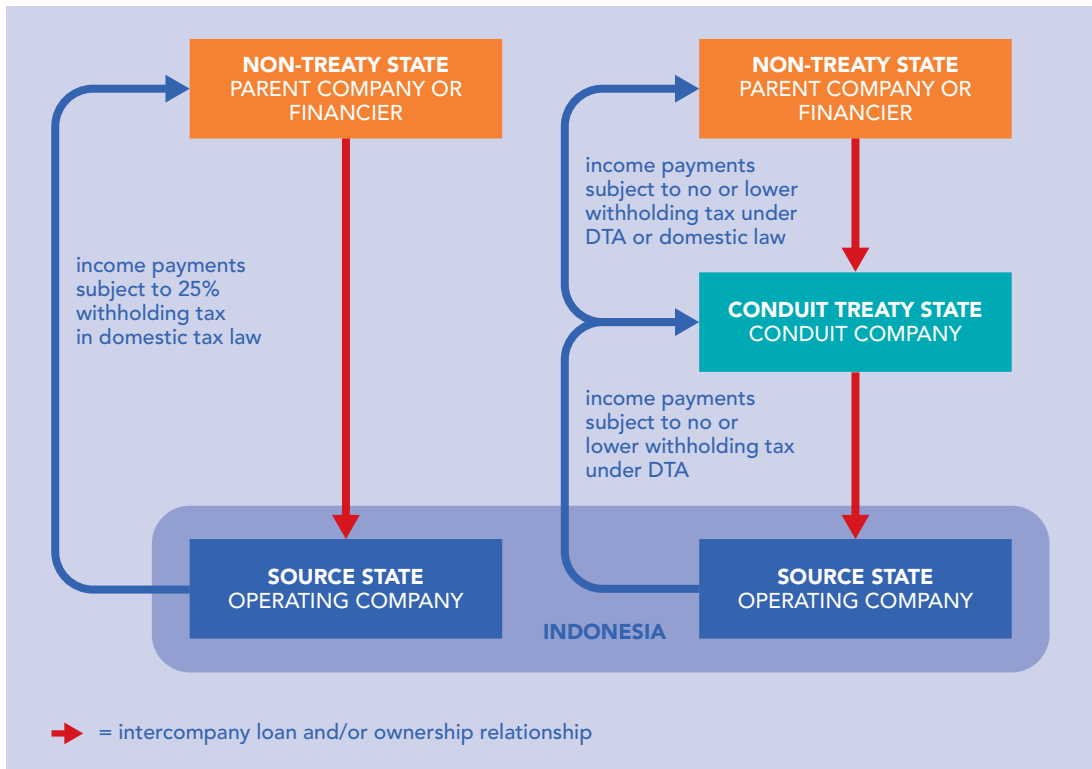 NON-TREATY STATE
PARENT COMPANY OR
FINANCIER
income payments
subject to 25%
withholding tax
in domestic tax law
SOURCE STATE
OPERATING COMPANY
NON-TREATY STATE
PARENT COMPANY OR
FINANCIER
income payments
subject to no or lower
withholding tax under
DTA or domestic law
CONDUIT TREATY STATE
CONDUIT COMPANY
income payments
subject to no or
lower withholding tax
under DTA
SOURCE STATE
OPERATING COMPANY
INDONESIA
= intercompany loan and/or ownership relationship